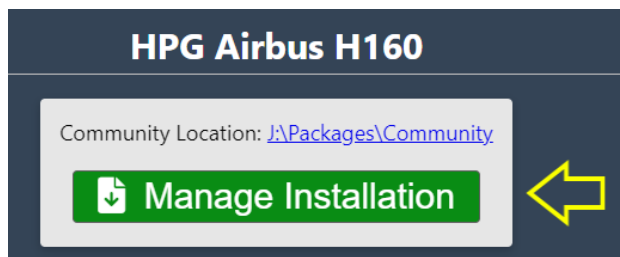 HPG Airbus H160
Community Location: J:\Packages\Community
Manage Installation